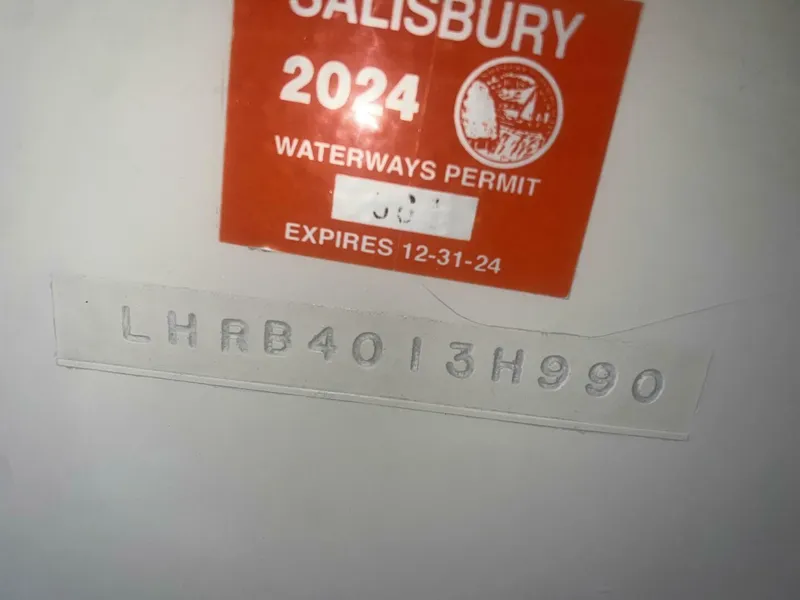 SALISBURY
2024
WATERWAYS PERMIT
EXPIRES 12-31-24
LHRB4013H990